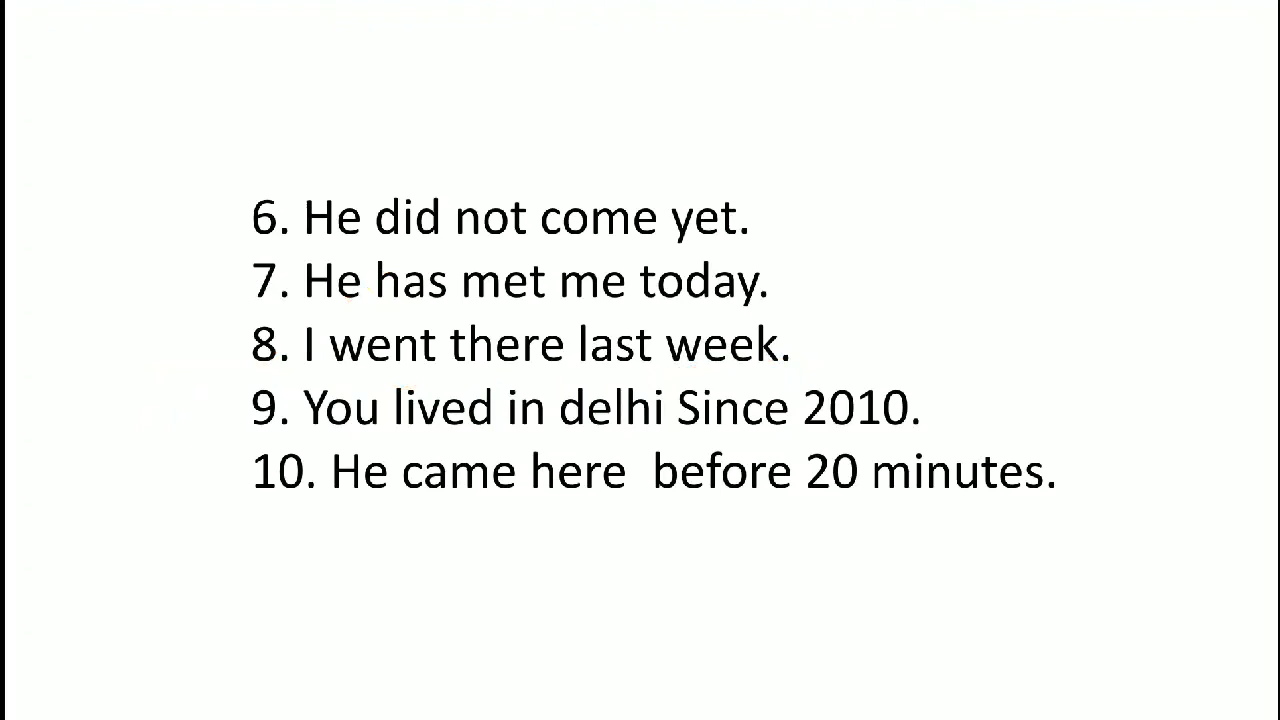 6. He did not come yet.
7. He has met me today.
8. I went there last week.
9. You lived in delhi Since 2010.
10. He came here  before 20 minutes.